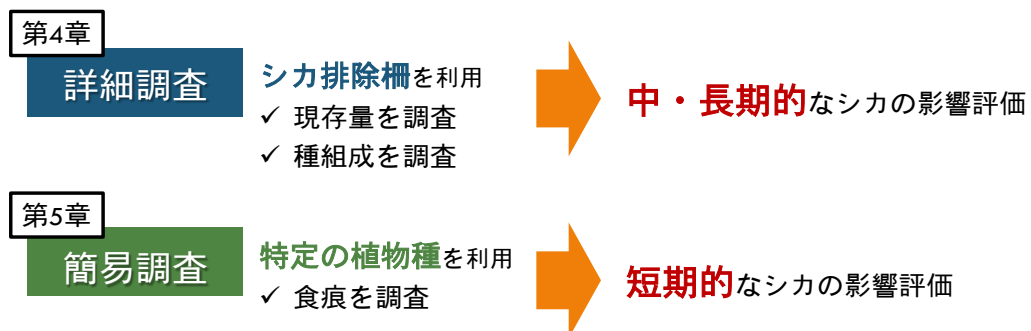 第4章
詳細調査
シカ排除柵を利用
✓ 現存量を調査
✓ 種組成を調査
中・長期的なシカの影響評価
第5章
簡易調査
特定の植物種を利用
✓ 食痕を調査
短期的なシカの影響評価